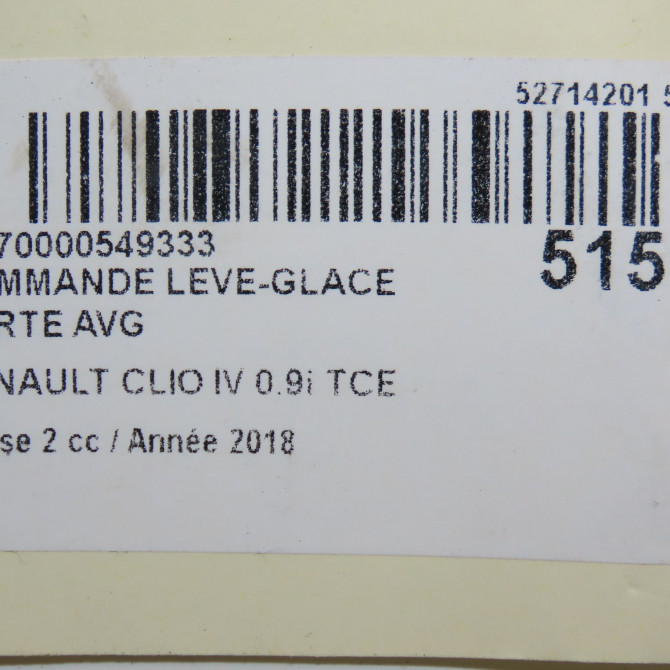 52714201 5
70000549333
515
MMANDE LEVE-GLACE
RTE AVG
NAULT CLIO IV 0.9i TCE
se 2 cc / Année 2018